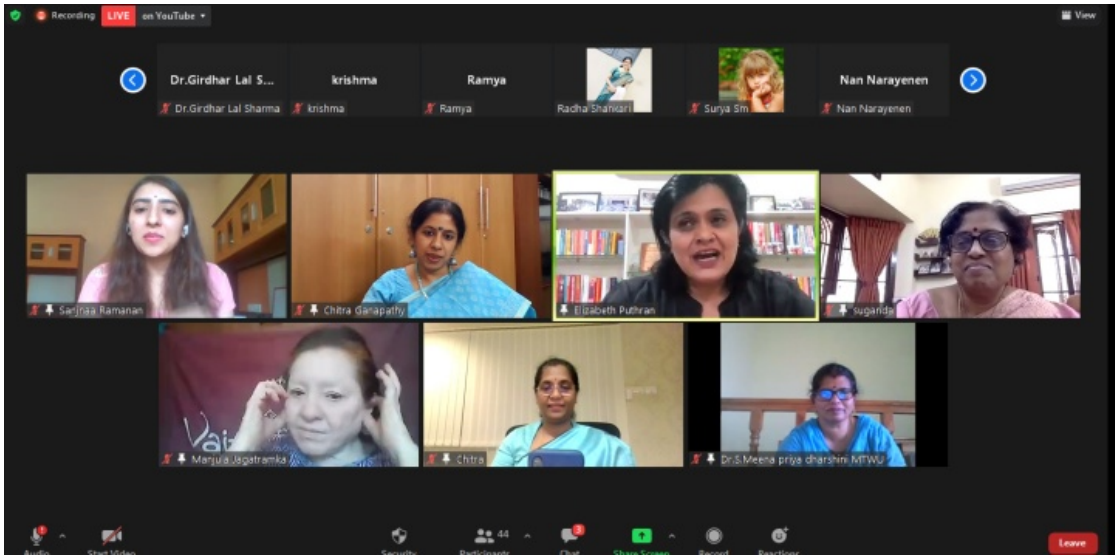 Recording LIVE on YouTube
View
Dr.Girdhar Lal S... krishma Ramya Nan Narayenen
Dr.Girdhar Lal Sharma krishma Ramya Radha Shankari Surya Sm Nan Narayenen
Sanjnaa Ramanan Chitra Ganapathy Elizabeth Puthran suganda
Vai
Manjula Jagatramka Chitra Dr.S.Meena priya dharshini MTWU
44 3
Audio Start Video Security Participants Chat Share Screen Record Reactions Leave